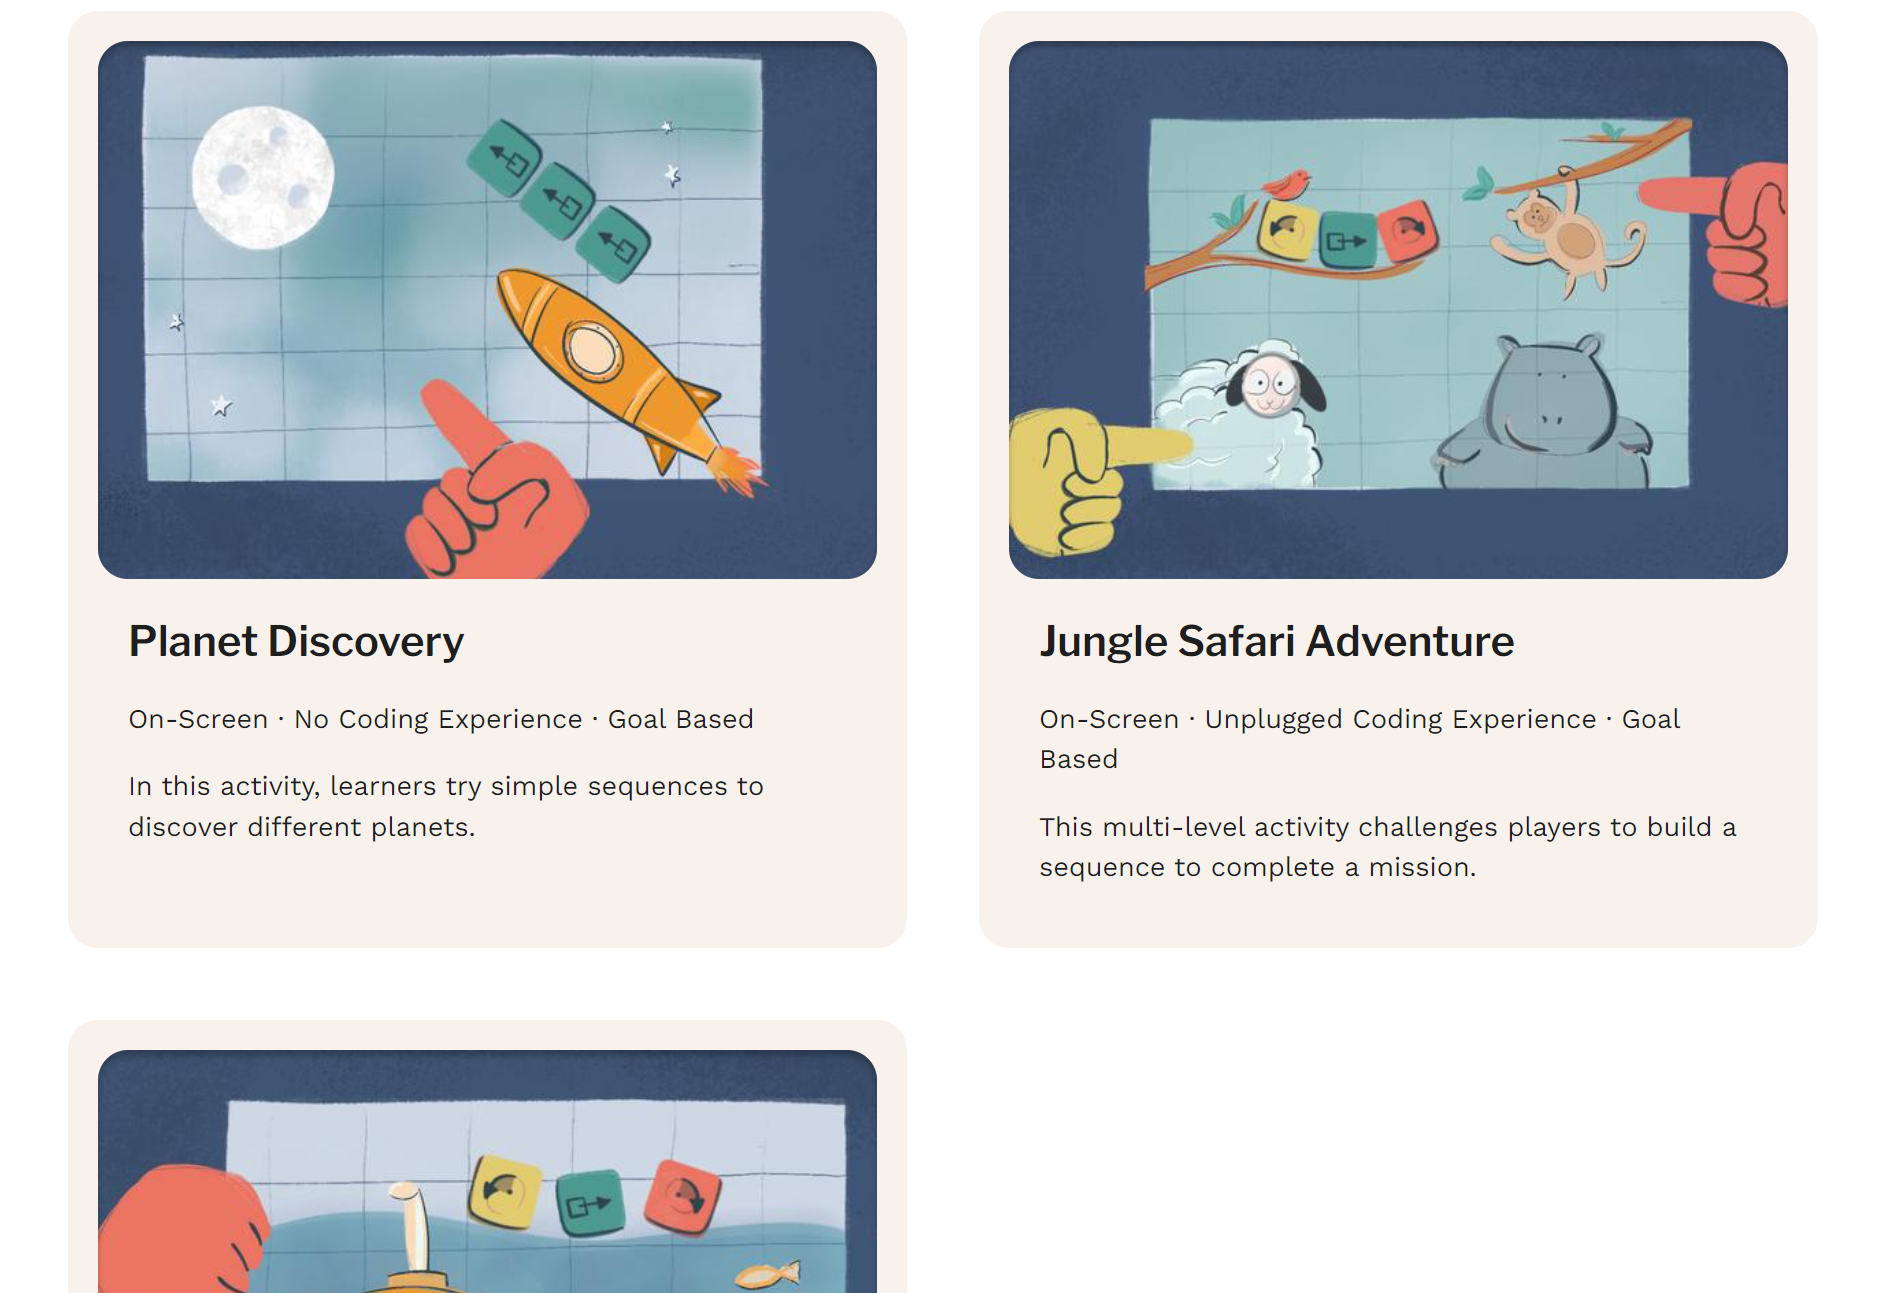 Planet Discovery
On-Screen · No Coding Experience · Goal Based
In this activity, learners try simple sequences to
discover different planets.
Jungle Safari Adventure
On-Screen · Unplugged Coding Experience · Goal
Based
This multi-level activity challenges players to build a
sequence to complete a mission.